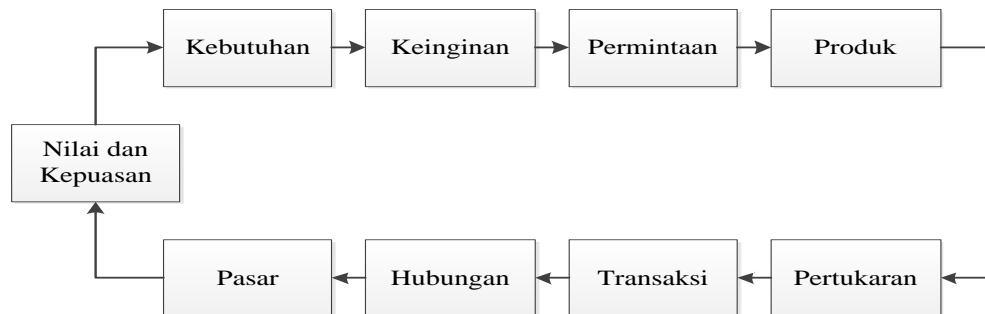 Kebutuhan
Keinginan
Permintaan
Produk
Nilai dan
Kepuasan
Pasar
Hubungan
Transaksi
Pertukaran